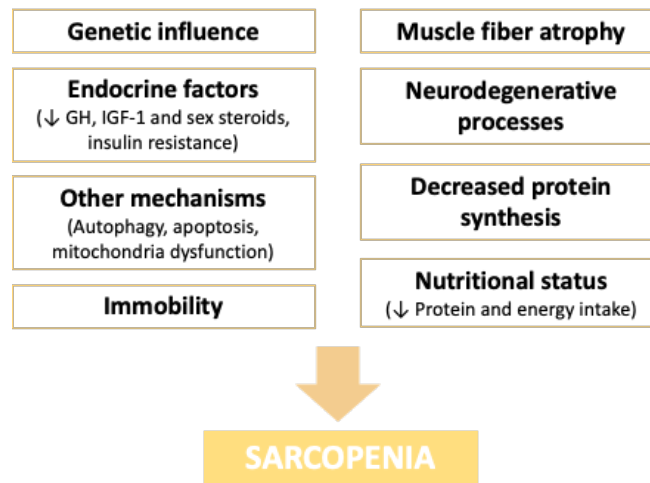 Genetic influence
Endocrine factors
(↓ GH, IGF-1 and sex steroids,
insulin resistance)
Other mechanisms
(Autophagy, apoptosis,
mitochondria dysfunction)
Immobility
Muscle fiber atrophy
Neurodegenerative
processes
Decreased protein
synthesis
Nutritional status
(↓ Protein and energy intake)
SARCOPENIA